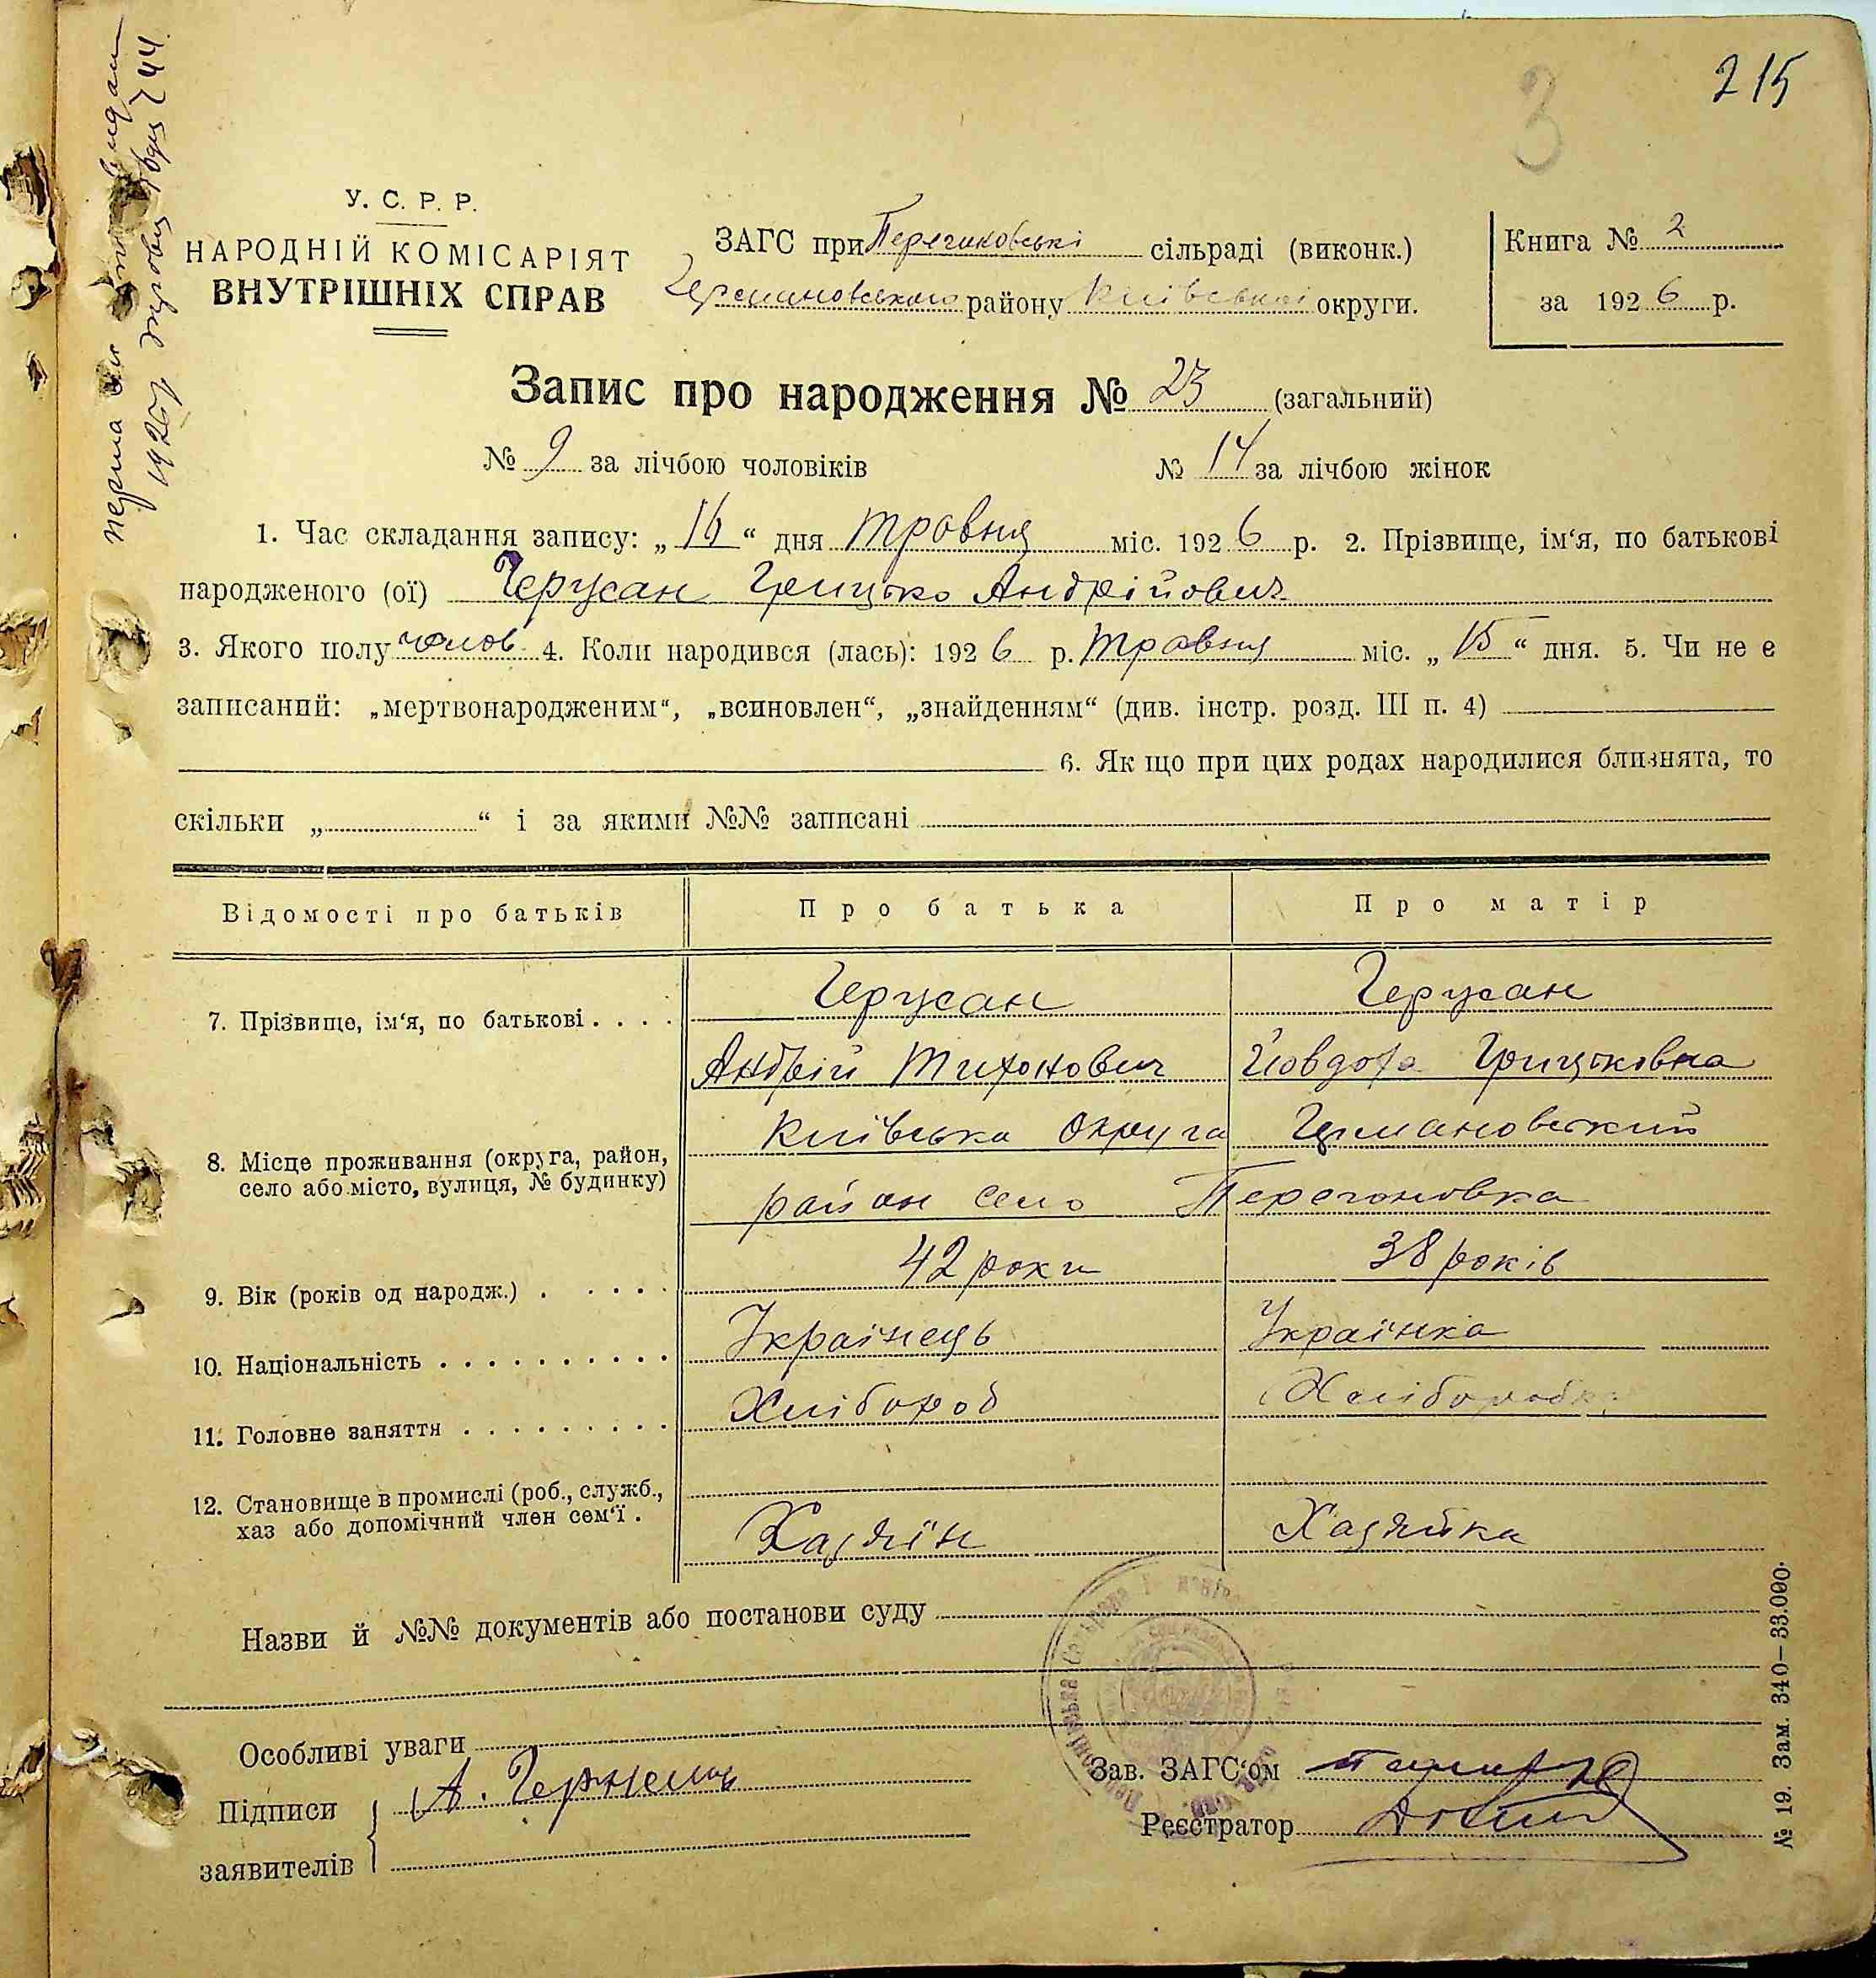 215
3
У. С. Р. Р.
НАРОДНІЙ КОМІСАРІЯТ
ВНУТРІШНІХ СПРАВ
ЗАГС при сільраді (виконк.)
району Київської округи.
Книга № 2
за 1926 р.
Запис про народження № 23 (загальний)
№ 9 за лічбою чоловіків № 14 за лічбою жінок
1. Час складання запису: „16“ дня травня міс. 1926 р. 2. Прізвище, ім‘я, по батькові
народженого (ої) Герусан Грицько Андрійович
3. Якого полу чолов 4. Коли народився (лась): 1926 р. травня міс. „15“ дня. 5. Чи не є
записаний: „мертвонародженим“, „всиновлен“, „знайденням“ (див. інстр. розд. III п. 4)
6. Якщо при цих родах народилися близнята, то
скільки „ “ і за якими №№ записані
Відомості про батьків Про батька Про матір
Герусан Герусан
7. Прізвище, ім‘я, по батькові
Андрій Тихонович Йовдоха Грицьковна
Київська округа Германовский
8. Місце проживання (округа, район,
село або місто, вулиця, № будинку)
район село Перегоновка
42 роки 38 років
9. Вік (років од народж.)
Українець Українка
10. Національність
Хлібороб Хліборобка
11. Головне заняття
12. Становище в промислі (роб., служб.,
хаз або допомічний член сем‘ї.
Хазяїн Хазяйка
Назви й №№ документів або постанови суду
Особливі уваги
Зав. ЗАГС‘ом
Підписи
заявителів
А.
Реєстратор
№ 19. Зам. 340—33.000.